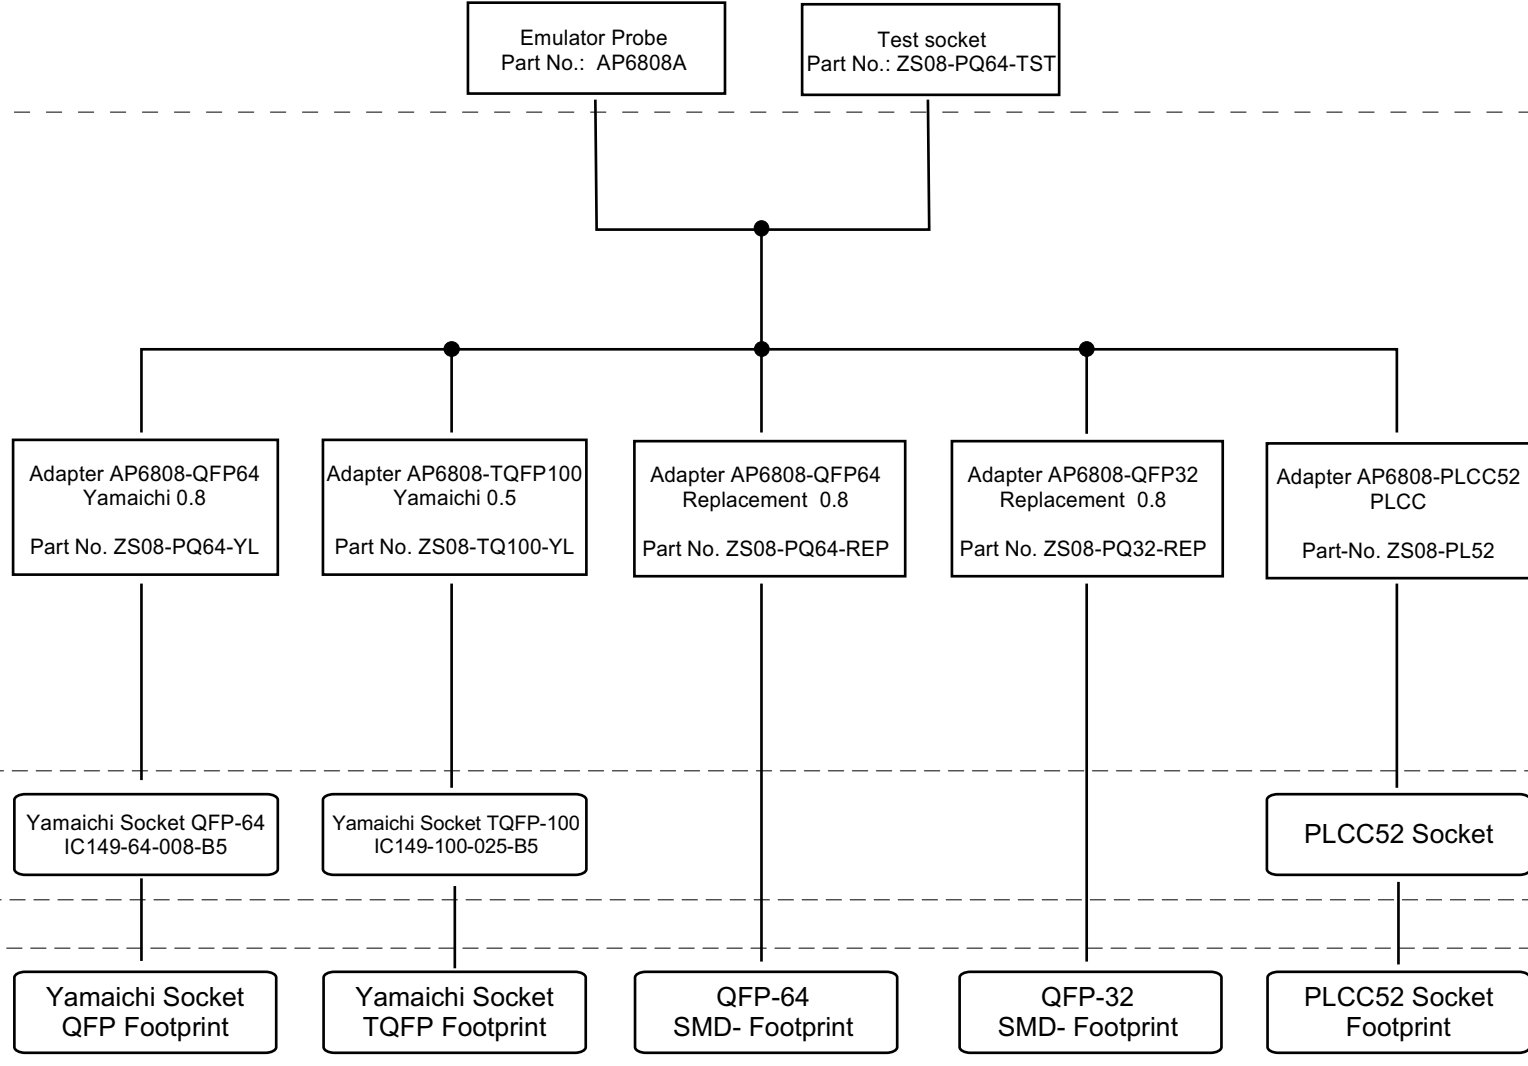 Emulator Probe
Part No.: AP6808A
Test socket
Part No.: ZS08-PQ64-TST
Adapter AP6808-QFP64
Yamaichi 0.8
Part No. ZS08-PQ64-YL
Adapter AP6808-TQFP100
Yamaichi 0.5
Part No. ZS08-TQ100-YL
Adapter AP6808-QFP64
Replacement 0.8
Part No. ZS08-PQ64-REP
Adapter AP6808-QFP32
Replacement 0.8
Part No. ZS08-PQ32-REP
Adapter AP6808-PLCC52
PLCC
Part-No. ZS08-PL52
Yamaichi Socket QFP-64
IC149-64-008-B5
Yamaichi Socket TQFP-100
IC149-100-025-B5
PLCC52 Socket
Yamaichi Socket
QFP Footprint
Yamaichi Socket
TQFP Footprint
QFP-64
SMD- Footprint
QFP-32
SMD- Footprint
PLCC52 Socket
Footprint